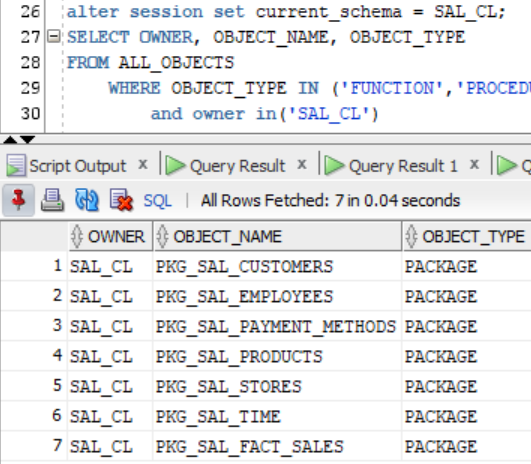 26 alter session set current_schema = SAL_CL;
27 SELECT OWNER, OBJECT_NAME, OBJECT_TYPE
28 FROM ALL_OBJECTS
29 WHERE OBJECT_TYPE IN ('FUNCTION','PROCEDU
30 and owner in('SAL_CL')
Script Output x Query Result x Query Result 1 x Q
SQL | All Rows Fetched: 7 in 0.04 seconds
OWNER OBJECT_NAME OBJECT_TYPE
1 SAL_CL PKG_SAL_CUSTOMERS PACKAGE
2 SAL_CL PKG_SAL_EMPLOYEES PACKAGE
3 SAL_CL PKG_SAL_PAYMENT_METHODS PACKAGE
4 SAL_CL PKG_SAL_PRODUCTS PACKAGE
5 SAL_CL PKG_SAL_STORES PACKAGE
6 SAL_CL PKG_SAL_TIME PACKAGE
7 SAL_CL PKG_SAL_FACT_SALES PACKAGE